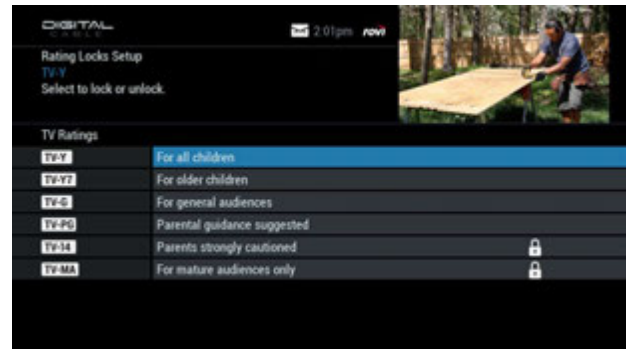 DIGITAL
CABLE
2:01pm rovi
Rating Locks Setup
TV-Y
Select to lock or unlock.
TV Ratings
TV-Y For all children
TV-Y7 For older children
TV-G For general audiences
TV-PG Parental guidance suggested
TV-14 Parents strongly cautioned
TV-MA For mature audiences only